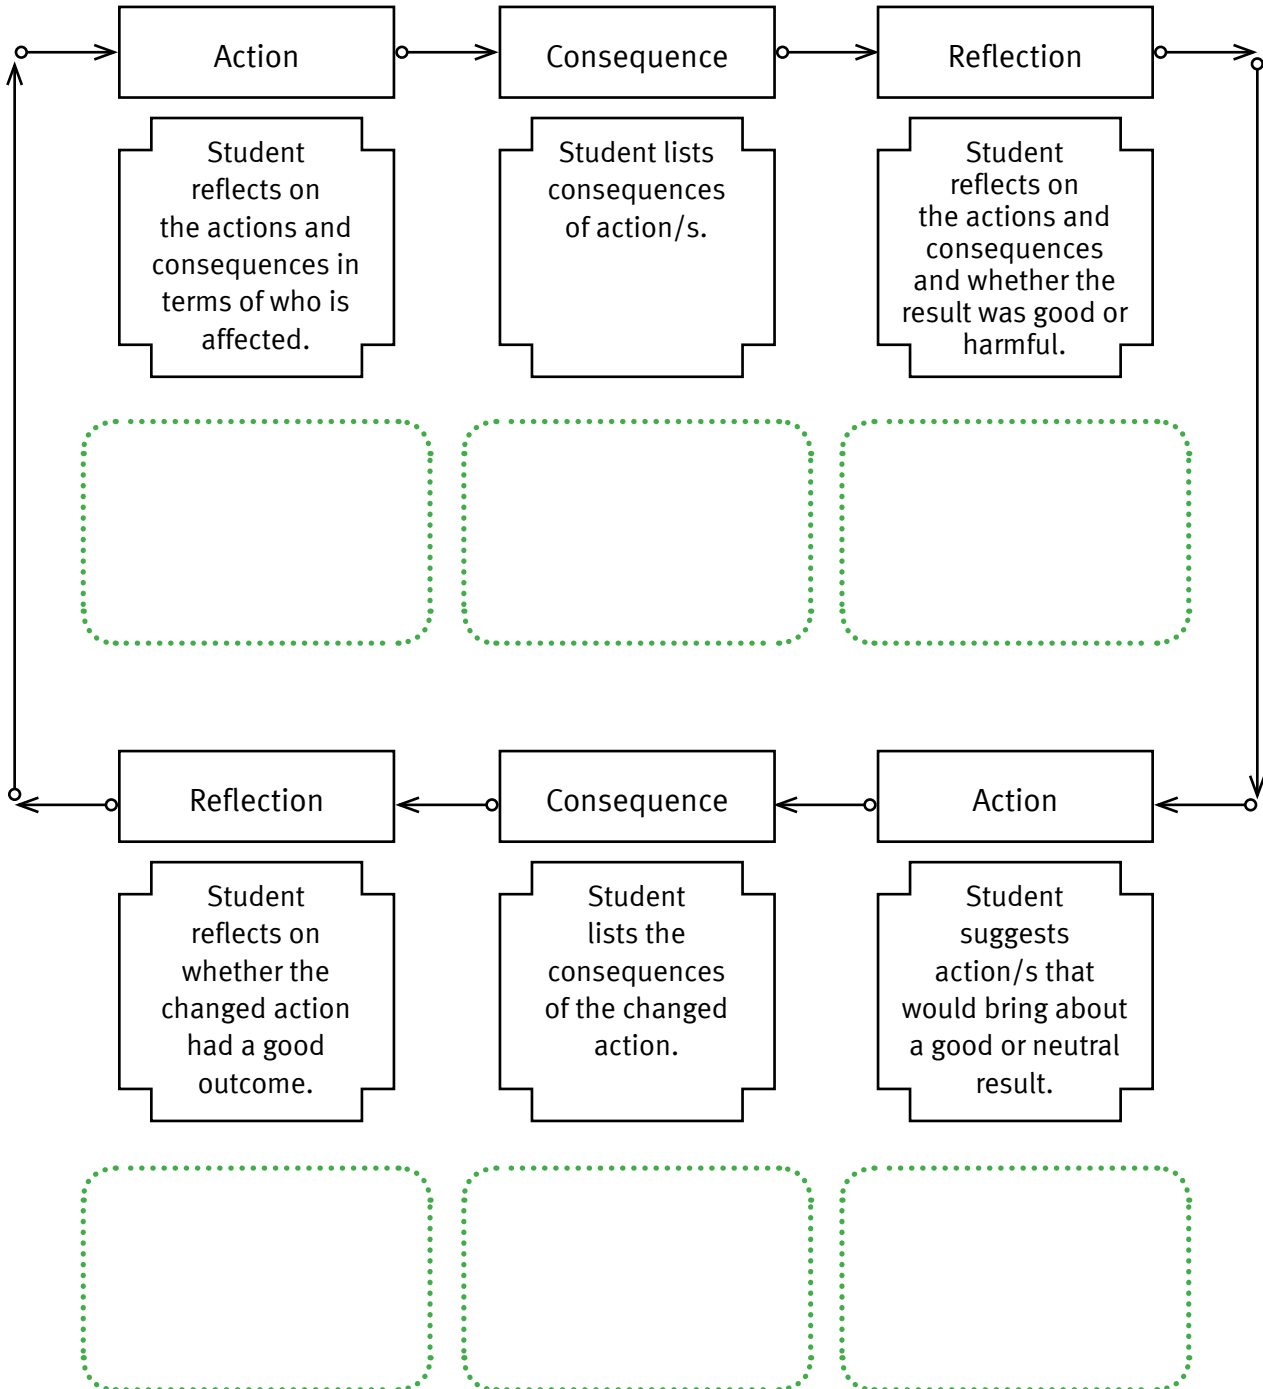 Action
Consequence
Reflection
Student
reflects on
the actions and
consequences in
terms of who is
affected.
Student lists
consequences
of action/s.
Student
reflects on
the actions and
consequences
and whether the
result was good or
harmful.
Reflection
Consequence
Action
Student
reflects on
whether the
changed action
had a good
outcome.
Student
lists the
consequences
of the changed
action.
Student
suggests
action/s that
would bring about
a good or neutral
result.